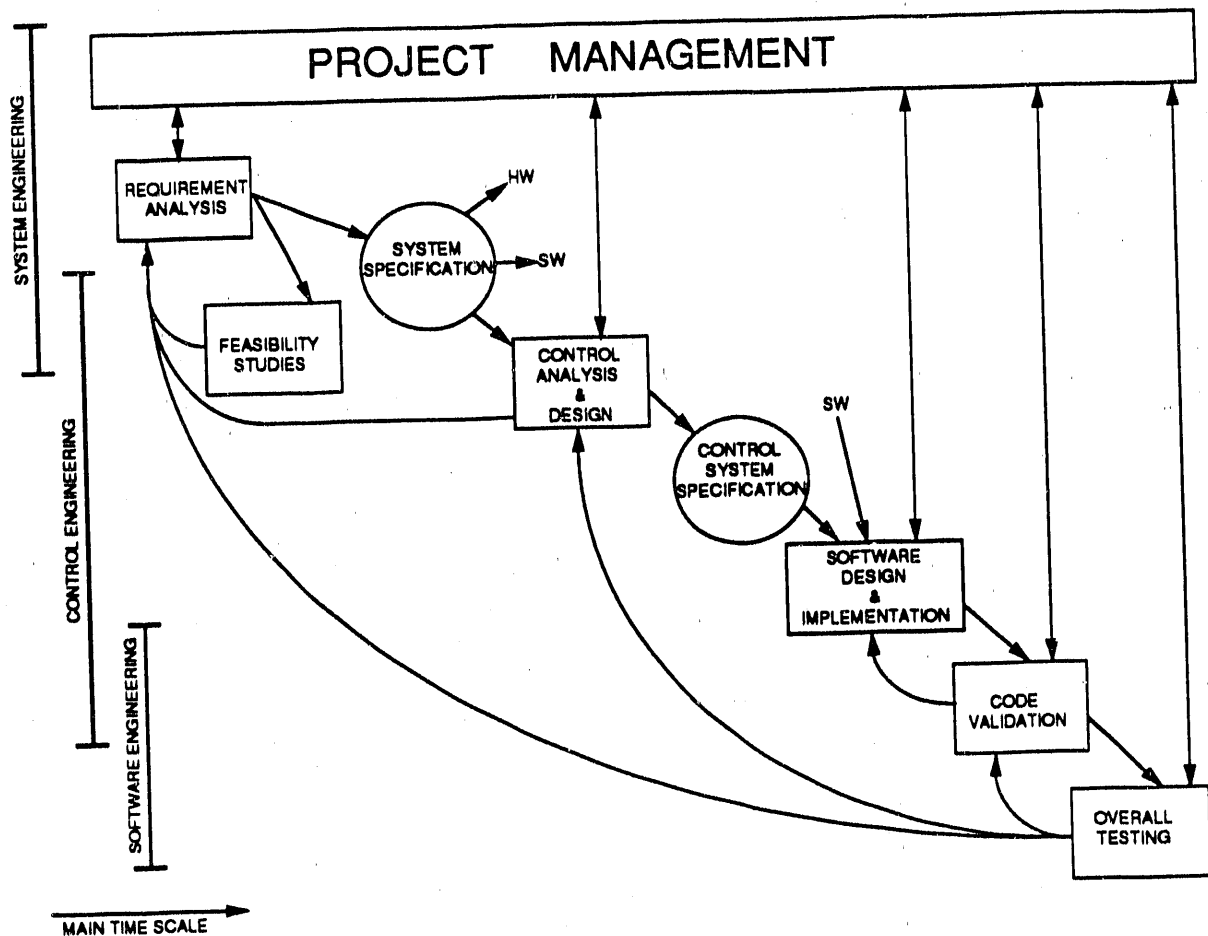 PROJECT MANAGEMENT
SYSTEM ENGINEERING
REQUIREMENT
ANALYSIS
HW
SYSTEM
SPECIFICATION
SW
FEASIBILITY
STUDIES
CONTROL
ANALYSIS
&
DESIGN
CONTROL ENGINEERING
SW
CONTROL
SYSTEM
SPECIFICATION
SOFTWARE
DESIGN
&
IMPLEMENTATION
SOFTWARE ENGINEERING
CODE
VALIDATION
OVERALL
TESTING
MAIN TIME SCALE